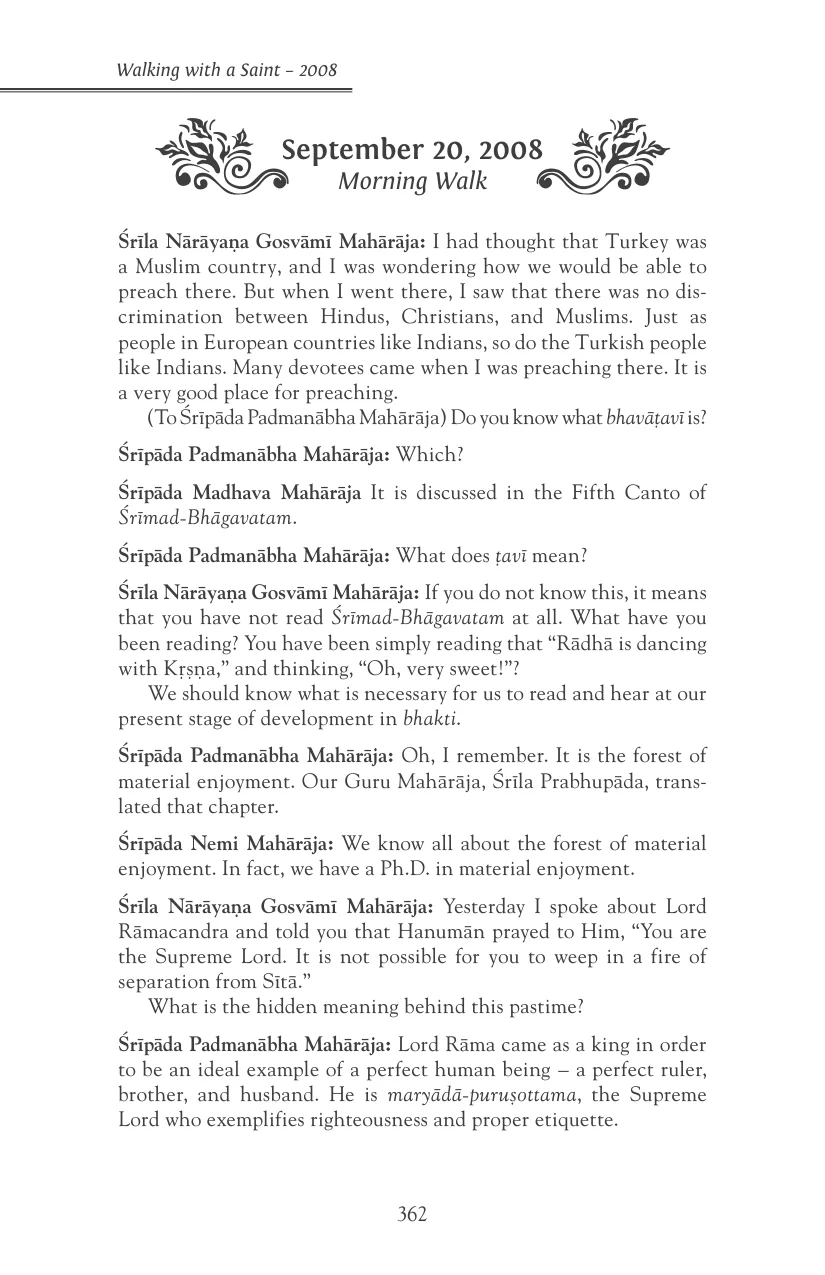 Walking with a Saint – 2008
September 20, 2008
Morning Walk
Śrīla Nārāyaṇa Gosvāmī Mahārāja: I had thought that Turkey was
a Muslim country, and I was wondering how we would be able to
preach there. But when I went there, I saw that there was no dis-
crimination between Hindus, Christians, and Muslims. Just as
people in European countries like Indians, so do the Turkish people
like Indians. Many devotees came when I was preaching there. It is
a very good place for preaching.
(To Śrīpāda Padmanābha Mahārāja) Do you know what bhavāṭavī is?
Śrīpāda Padmanābha Mahārāja: Which?
Śrīpāda Madhava Mahārāja It is discussed in the Fifth Canto of
Śrīmad-Bhāgavatam.
Śrīpāda Padmanābha Mahārāja: What does ṭavī mean?
Śrīla Nārāyaṇa Gosvāmī Mahārāja: If you do not know this, it means
that you have not read Śrīmad-Bhāgavatam at all. What have you
been reading? You have been simply reading that “Rādhā is dancing
with Kṛṣṇa,” and thinking, “Oh, very sweet!”?
We should know what is necessary for us to read and hear at our
present stage of development in bhakti.
Śrīpāda Padmanābha Mahārāja: Oh, I remember. It is the forest of
material enjoyment. Our Guru Mahārāja, Śrīla Prabhupāda, trans-
lated that chapter.
Śrīpāda Nemi Mahārāja: We know all about the forest of material
enjoyment. In fact, we have a Ph.D. in material enjoyment.
Śrīla Nārāyaṇa Gosvāmī Mahārāja: Yesterday I spoke about Lord
Rāmacandra and told you that Hanumān prayed to Him, “You are
the Supreme Lord. It is not possible for you to weep in a fire of
separation from Sītā.”
What is the hidden meaning behind this pastime?
Śrīpāda Padmanābha Mahārāja: Lord Rāma came as a king in order
to be an ideal example of a perfect human being – a perfect ruler,
brother, and husband. He is maryādā-puruṣottama, the Supreme
Lord who exemplifies righteousness and proper etiquette.
362